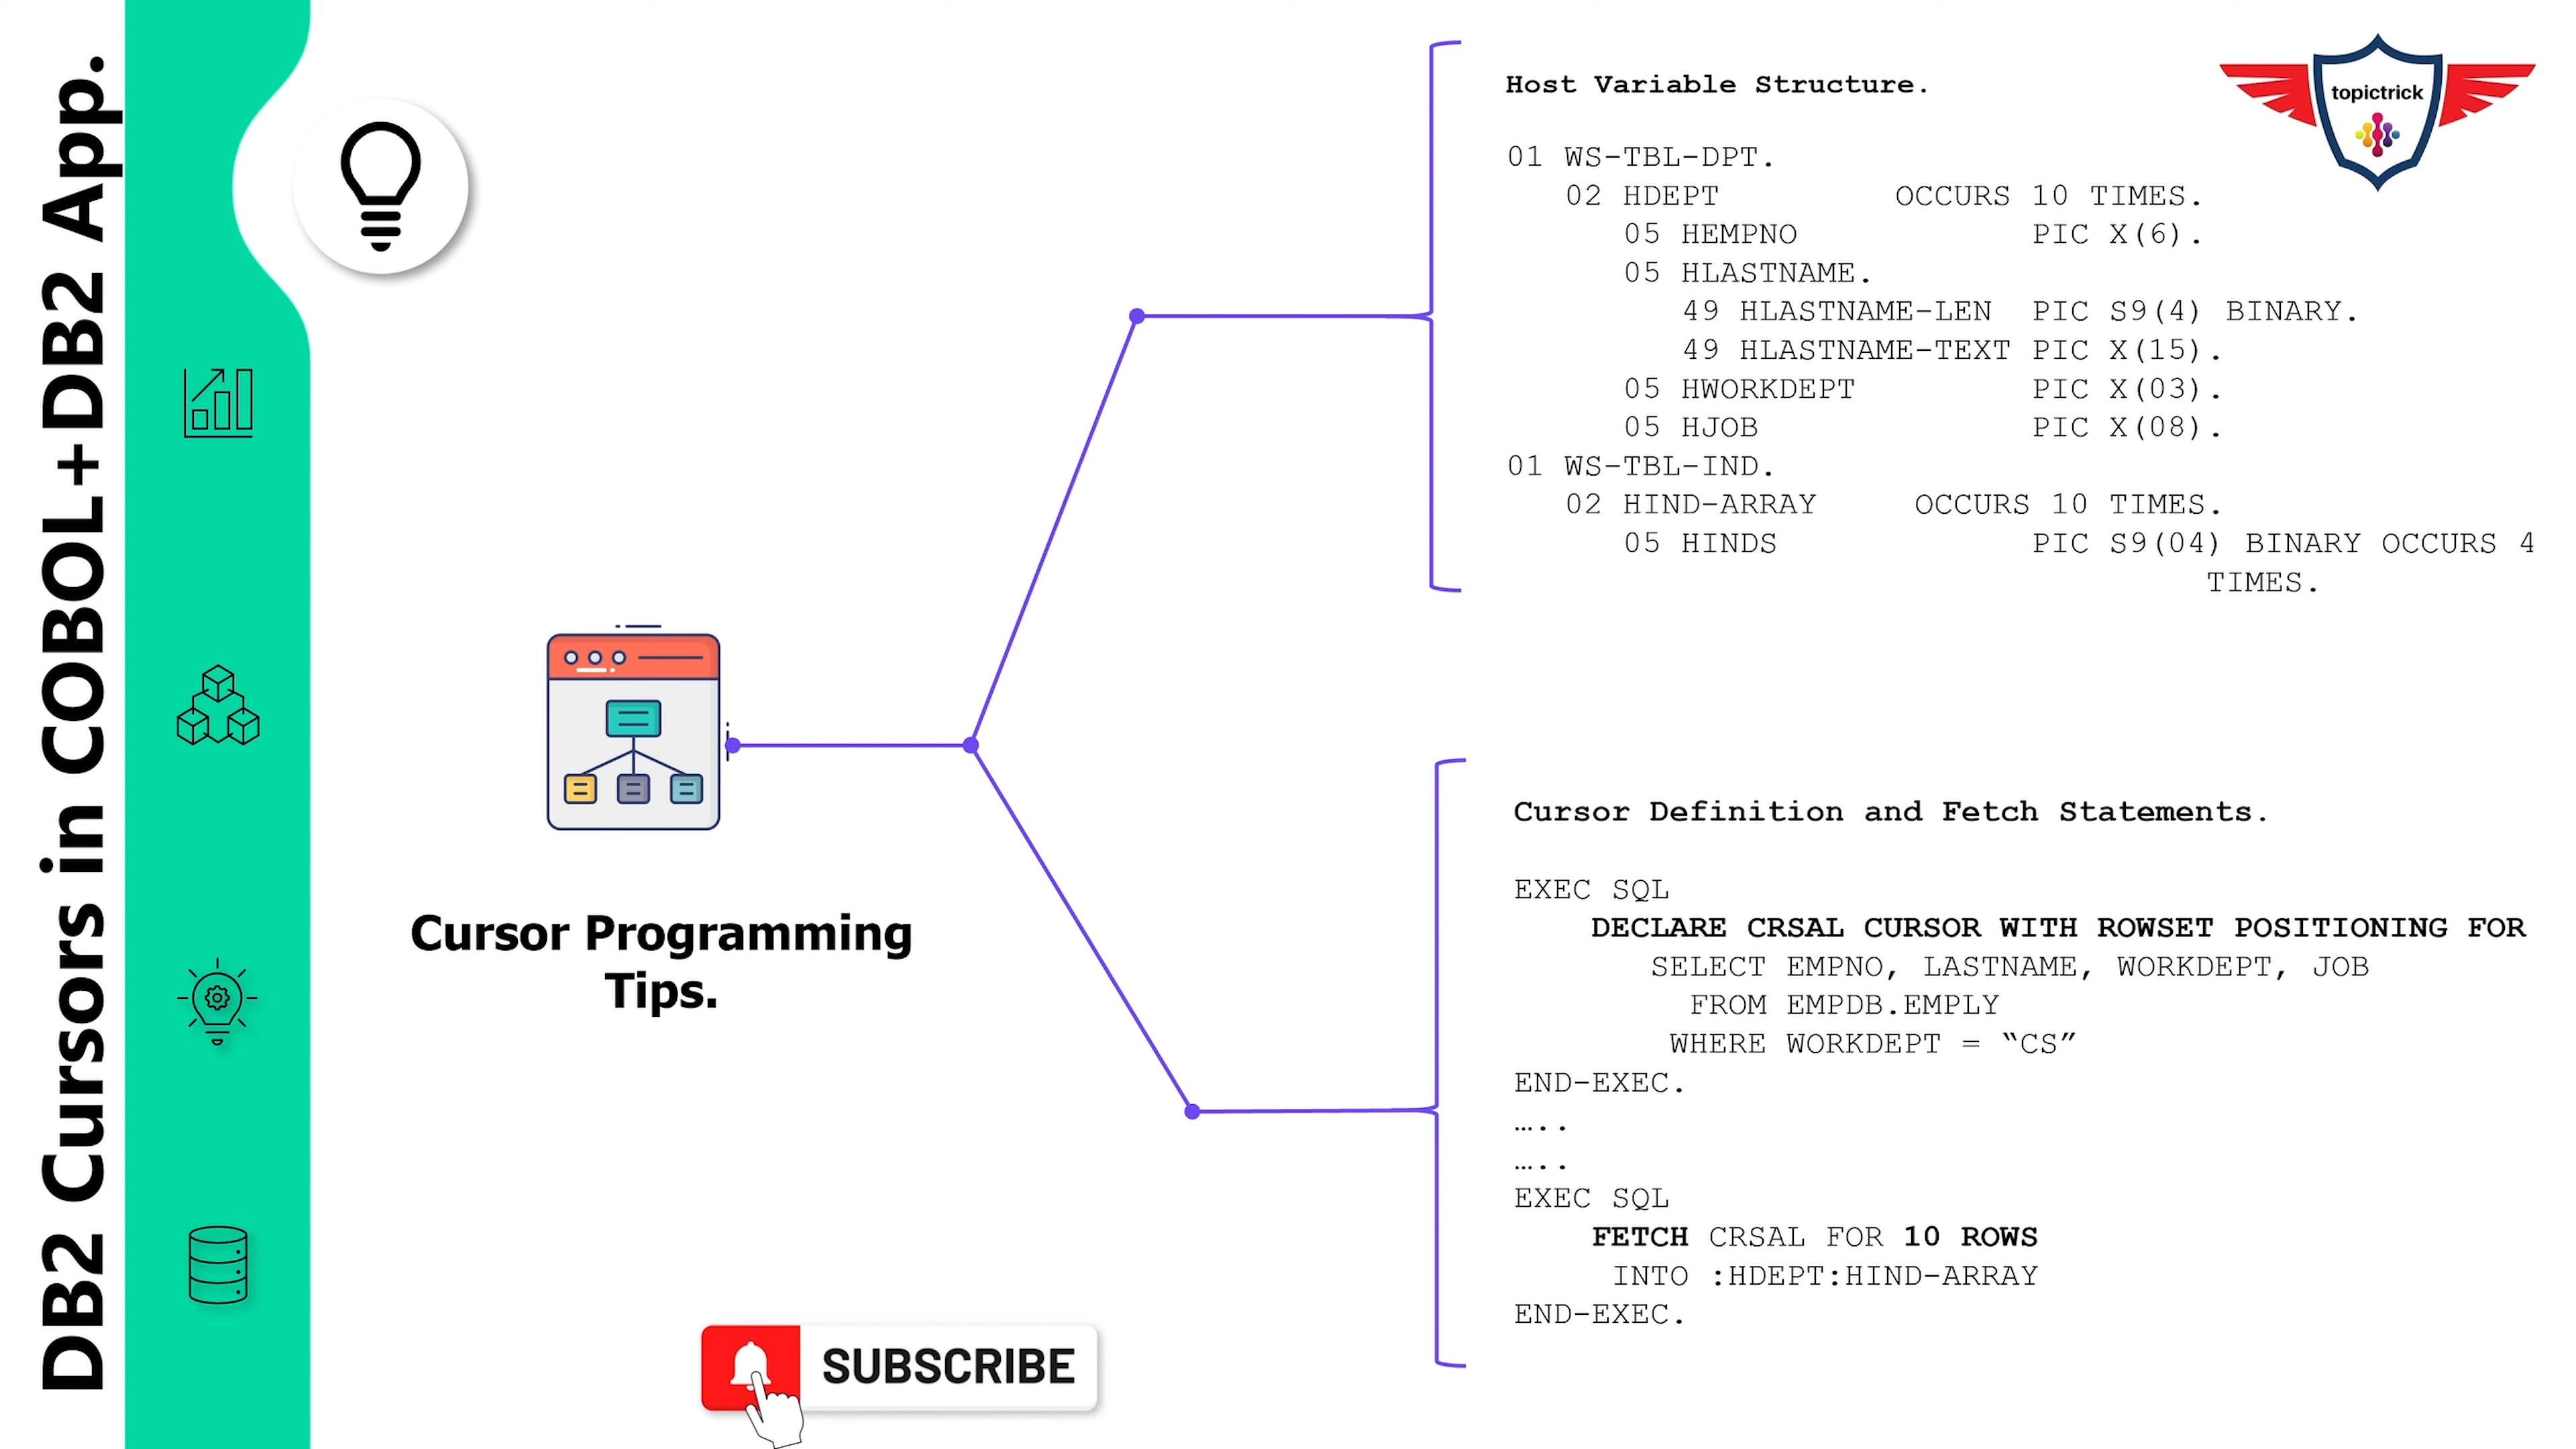 DB2 Cursors in COBOL+DB2 App.
Cursor Programming
Tips.
SUBSCRIBE
topictrick
Host Variable Structure.
01 WS-TBL-DPT.
02 HDEPT OCCURS 10 TIMES.
05 HEMPNO PIC X(6).
05 HLASTNAME.
49 HLASTNAME-LEN PIC S9(4) BINARY.
49 HLASTNAME-TEXT PIC X(15).
05 HWORKDEPT PIC X(03).
05 HJOB PIC X(08).
01 WS-TBL-IND.
02 HIND-ARRAY OCCURS 10 TIMES.
05 HINDS PIC S9(04) BINARY OCCURS 4
TIMES.
Cursor Definition and Fetch Statements.
EXEC SQL
DECLARE CRSAL CURSOR WITH ROWSET POSITIONING FOR
SELECT EMPNO, LASTNAME, WORKDEPT, JOB
FROM EMPDB.EMPLY
WHERE WORKDEPT = “CS”
END-EXEC.
…..
…..
EXEC SQL
FETCH CRSAL FOR 10 ROWS
INTO :HDEPT:HIND-ARRAY
END-EXEC.